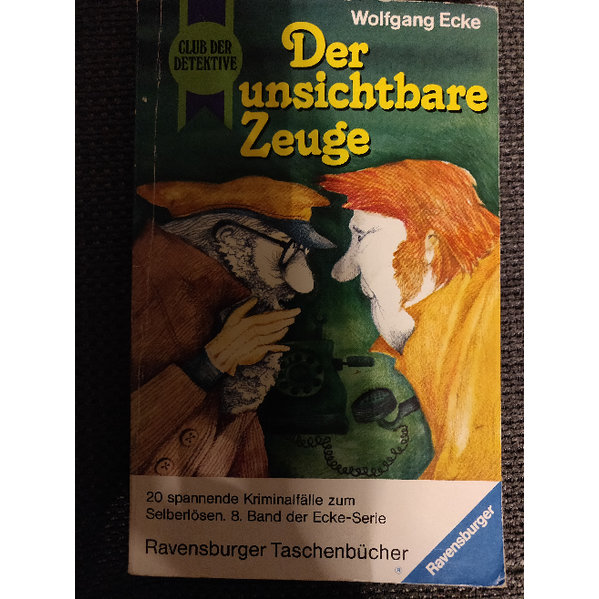 Wolfgang Ecke
CLUB DER
DETEKTIVE
Der
unsichtbare
Zeuge
20 spannende Kriminalfälle zum
Selberlösen. 8. Band der Ecke-Serie
Ravensburger Taschenbücher
Ravensburger
®